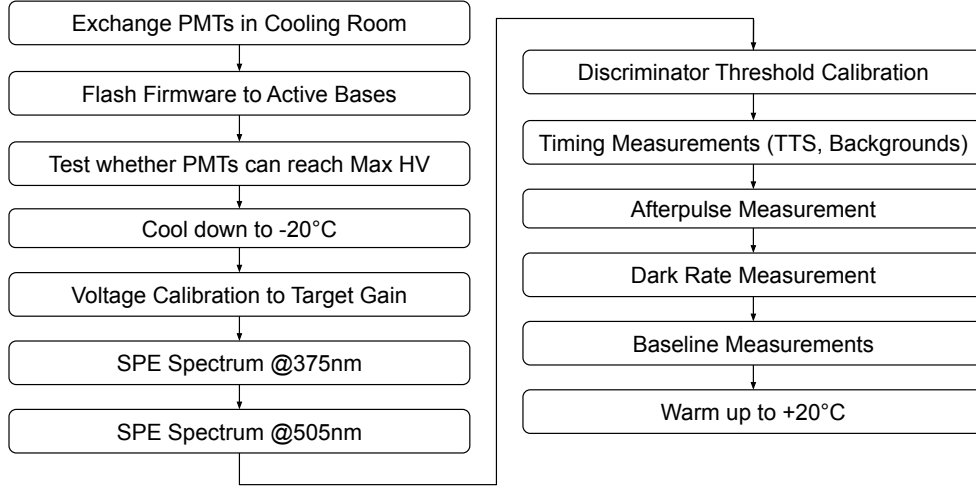 Exchange PMTs in Cooling Room
Flash Firmware to Active Bases
Test whether PMTs can reach Max HV
Cool down to -20°C
Voltage Calibration to Target Gain
SPE Spectrum @375nm
SPE Spectrum @505nm
Discriminator Threshold Calibration
Timing Measurements (TTS, Backgrounds)
Afterpulse Measurement
Dark Rate Measurement
Baseline Measurements
Warm up to +20°C